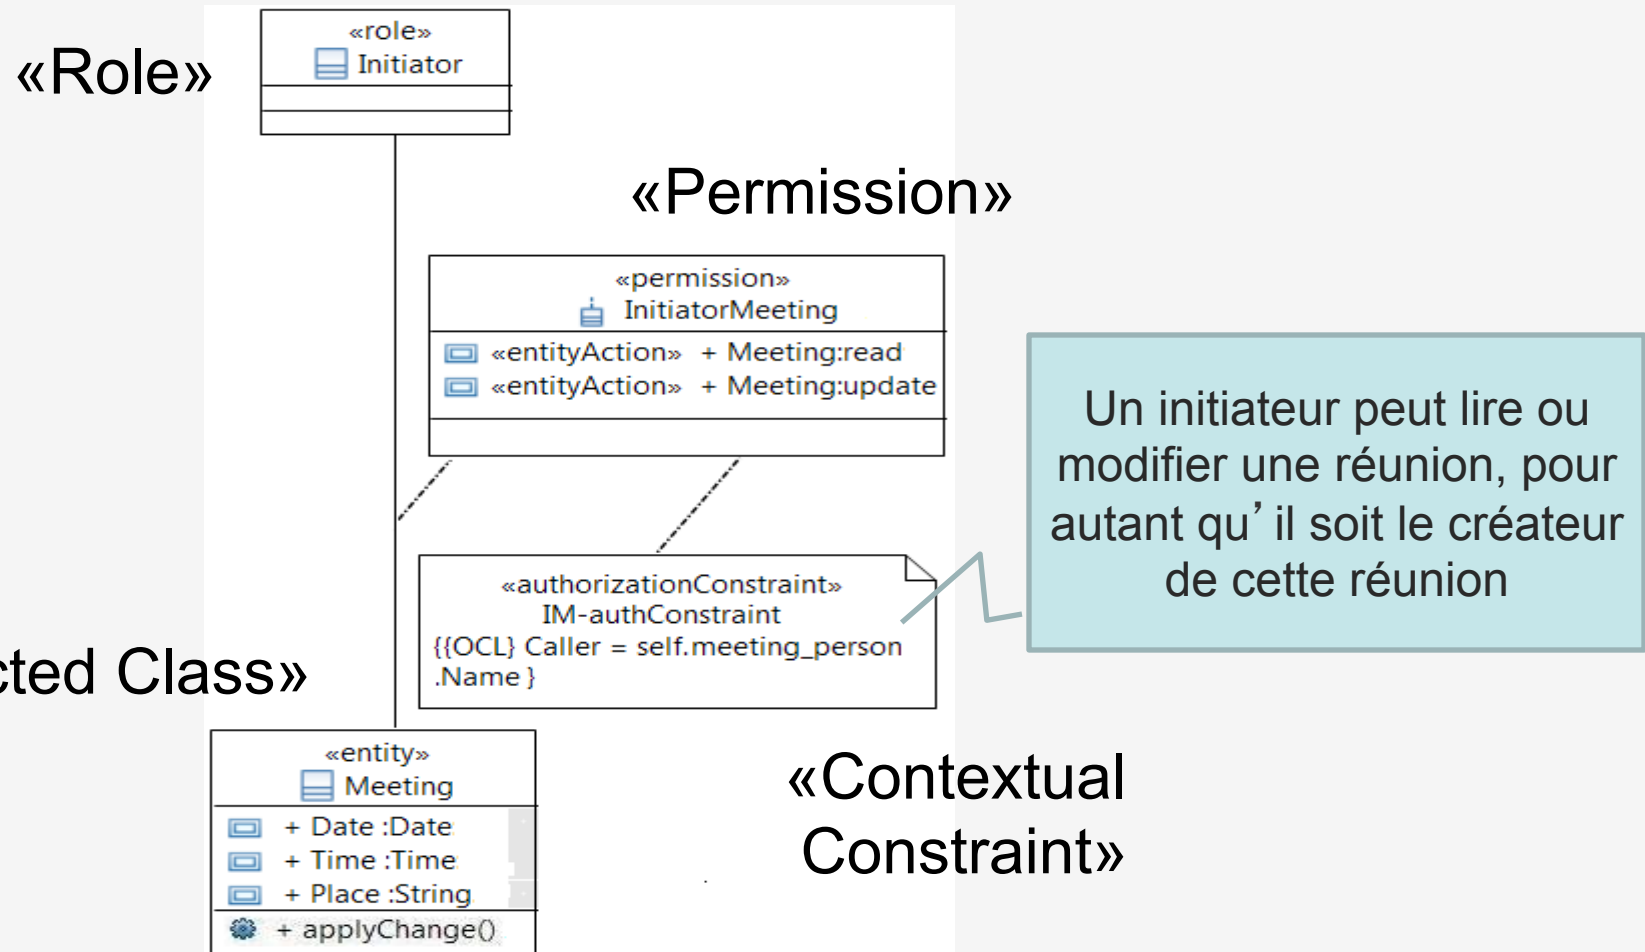 «role»
Initiator
«Role»
«Permission»
«permission»
InitiatorMeeting
«entityAction» + Meeting:read
«entityAction» + Meeting:update
Un initiateur peut lire ou
modifier une réunion, pour
autant qu’il soit le créateur
de cette réunion
«authorizationConstraint»
IM-authConstraint
{{OCL} Caller = self.meeting_person
.Name }
cted Class»
«entity»
Meeting
+ Date :Date
+ Time :Time
+ Place :String
+ applyChange()
«Contextual
Constraint»